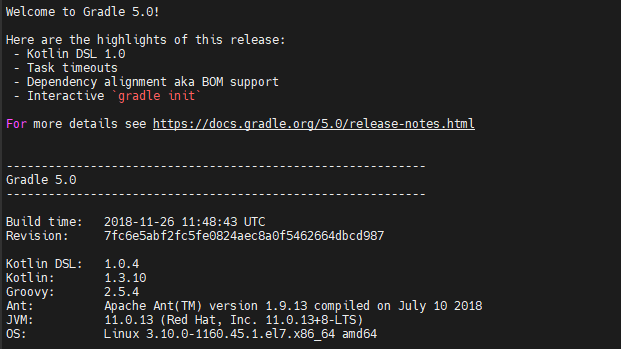 Welcome to Gradle 5.0!
Here are the highlights of this release:
- Kotlin DSL 1.0
- Task timeouts
- Dependency alignment aka BOM support
- Interactive `gradle init`
For more details see https://docs.gradle.org/5.0/release-notes.html
------------------------------------------------------------
Gradle 5.0
------------------------------------------------------------
Build time:   2018-11-26 11:48:43 UTC
Revision:     7fc6e5abf2fc5fe0824aec8a0f5462664dbcd987
Kotlin DSL:   1.0.4
Kotlin:       1.3.10
Groovy:       2.5.4
Ant:          Apache Ant(TM) version 1.9.13 compiled on July 10 2018
JVM:          11.0.13 (Red Hat, Inc. 11.0.13+8-LTS)
OS:           Linux 3.10.0-1160.45.1.el7.x86_64 amd64